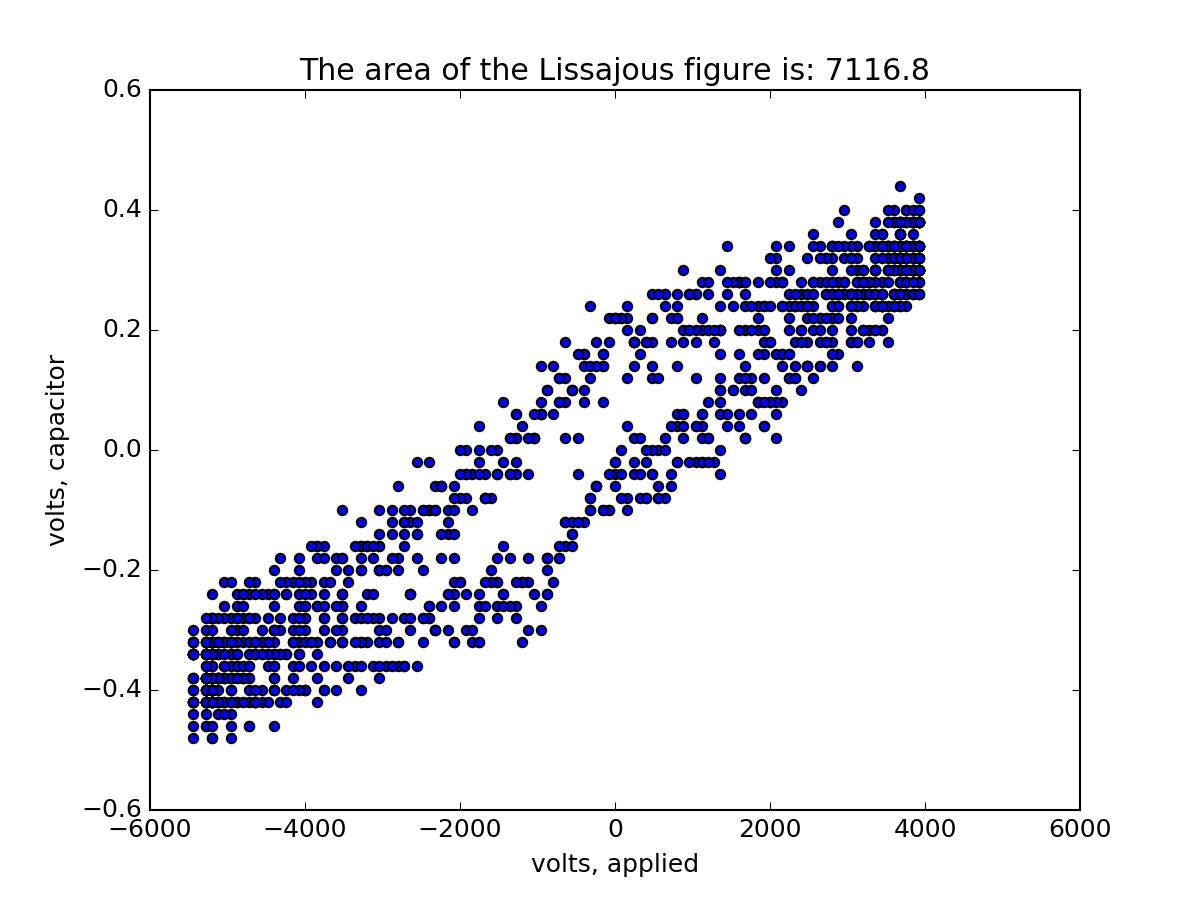 The area of the Lissajous figure is: 7116.8
0.6
0.4
0.2
0.0
−0.2
−0.4
−0.6
−6000 −4000 −2000 0 2000 4000 6000
volts, capacitor
volts, applied